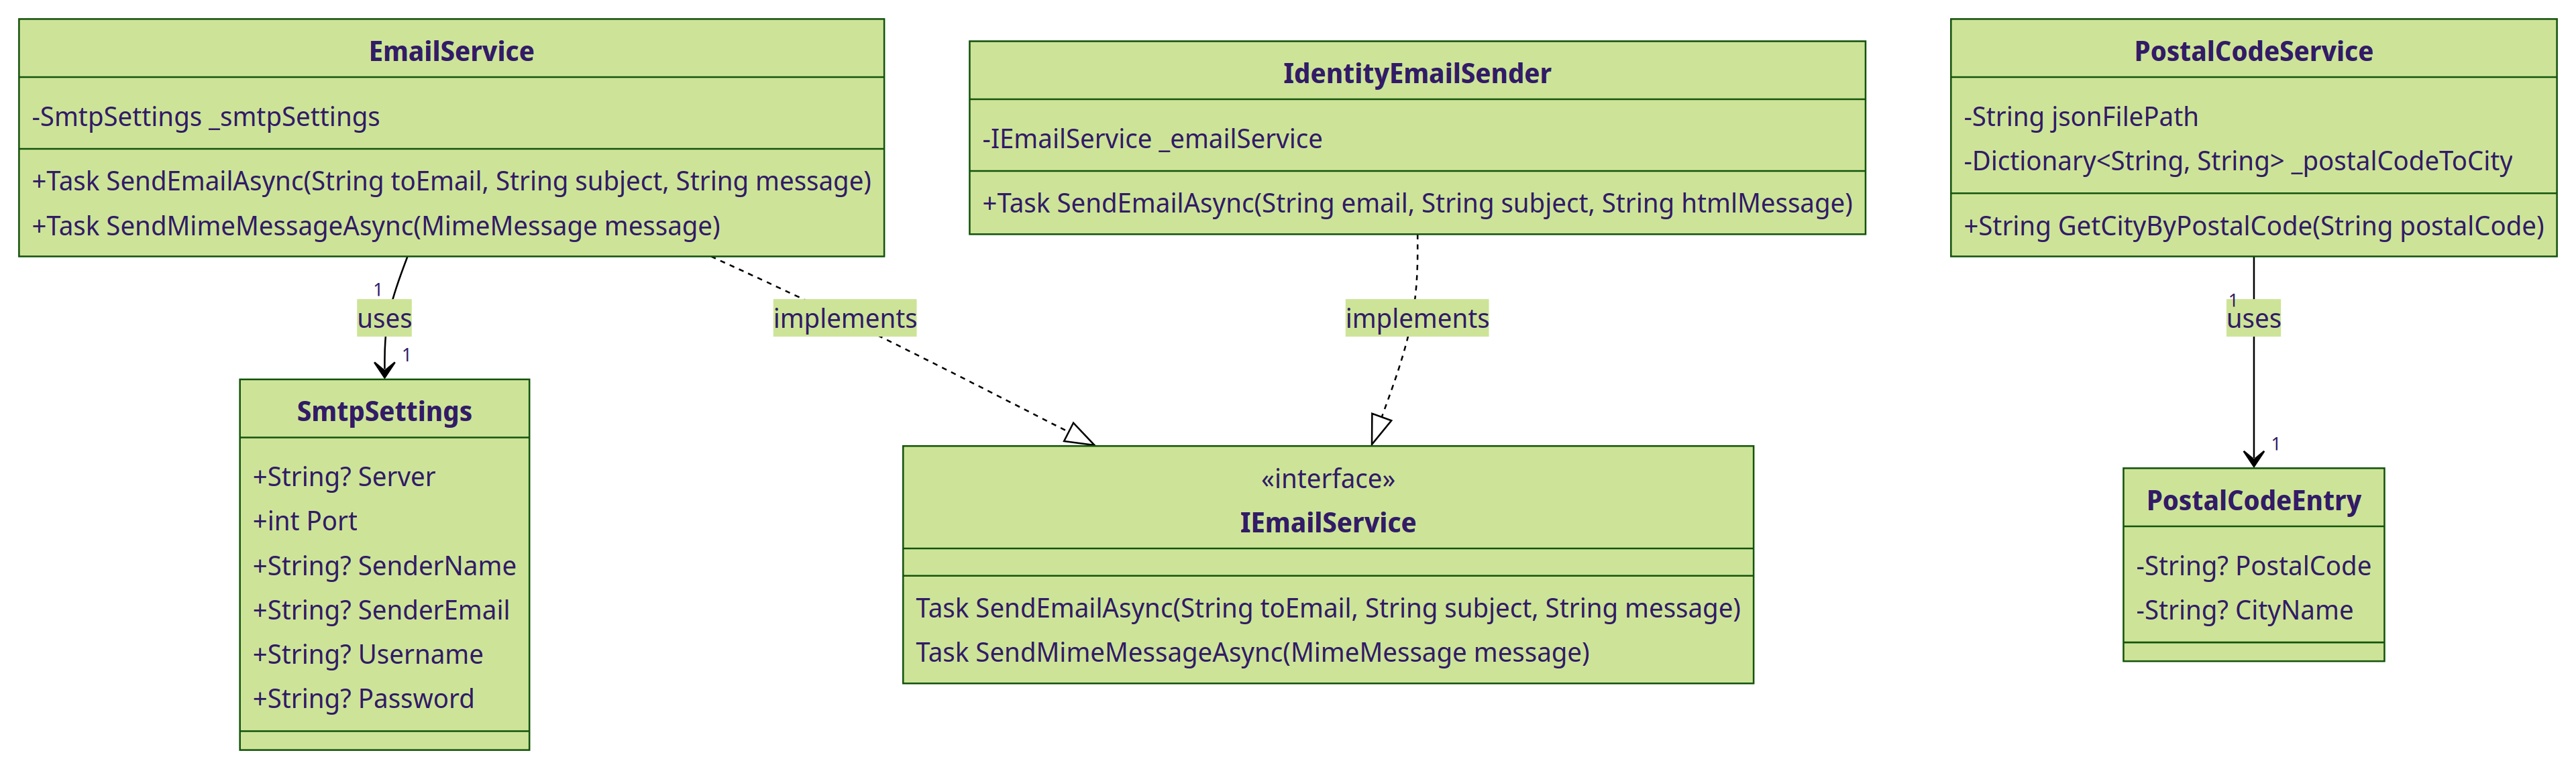 EmailService
-SmtpSettings _smtpSettings
+Task SendEmailAsync(String toEmail, String subject, String message)
+Task SendMimeMessageAsync(MimeMessage message)
IdentityEmailSender
-IEmailService _emailService
+Task SendEmailAsync(String email, String subject, String htmlMessage)
PostalCodeService
-String jsonFilePath
-Dictionary<String, String> _postalCodeToCity
+String GetCityByPostalCode(String postalCode)
1
uses
1
implements
implements
1
uses
1
SmtpSettings
+String? Server
+int Port
+String? SenderName
+String? SenderEmail
+String? Username
+String? Password
«interface»
IEmailService
Task SendEmailAsync(String toEmail, String subject, String message)
Task SendMimeMessageAsync(MimeMessage message)
PostalCodeEntry
-String? PostalCode
-String? CityName